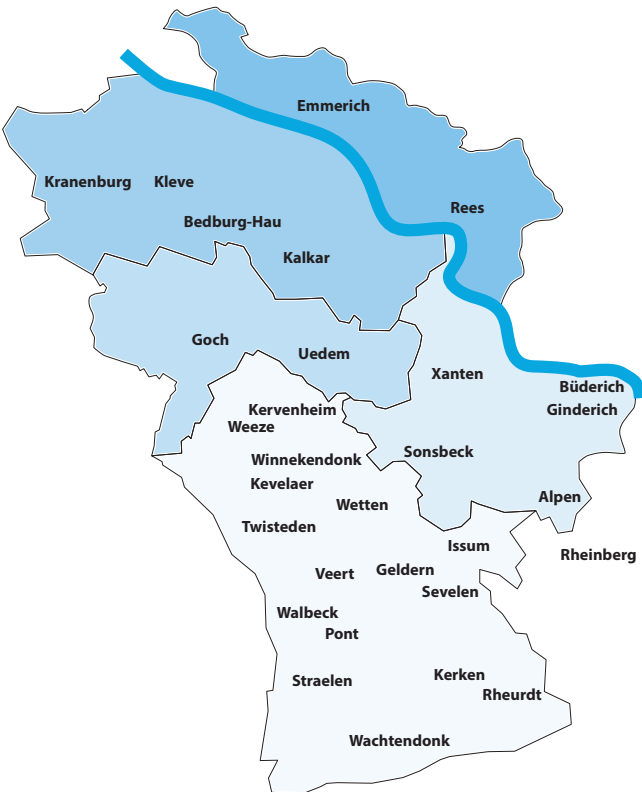 Emmerich
Kranenburg
Kleve
Rees
Bedburg-Hau
Kalkar
Goch
Uedem
Xanten
Büderich
Ginderich
Kervenheim
Weeze
Sonsbeck
Winnekendonk
Kevelaer
Alpen
Wetten
Twisteden
Issum
Rheinberg
Geldern
Veert
Sevelen
Walbeck
Pont
Kerken
Straelen
Rheurdt
Wachtendonk